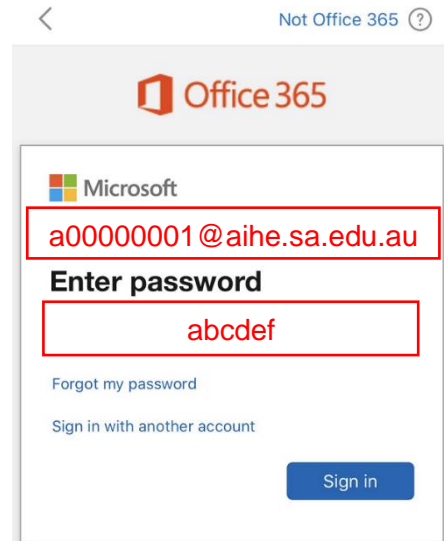 Not Office 365 ?
Office 365
Microsoft
a00000001@aihe.sa.edu.au
Enter password
abcdef
Forgot my password
Sign in with another account
Sign in